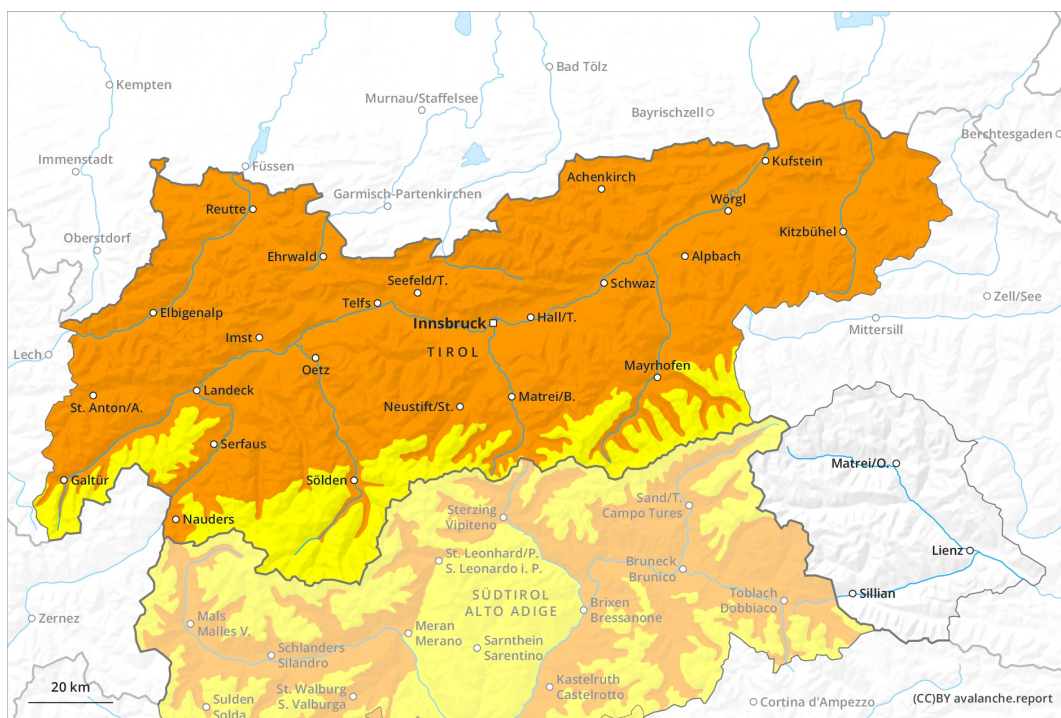 Kempten
Bad Tölz
Murnau/Staffelsee
Bayrischzell
Berchtesgaden
Immenstadt
Füssen
Kufstein
Garmisch-Partenkirchen
Achenkirch
Reutte
Wörgl
Oberstdorf
Kitzbühel
Ehrwald
Alpbach
Seefeld/T.
Schwaz
Zell/See
Telfs
Elbigenalp
Hall/T.
Innsbruck
Mittersill
Imst
TIROL
Lech
Oetz
Mayrhofen
Landeck
St. Anton/A.
Neustift/St.
Matrei/B.
Serfaus
Matrei/O.
Galtür
Sölden
Sand/T.
Campo Tures
Nauders
Sterzing
Vipiteno
Lienz
St. Leonhard/P.
S. Leonardo i. P.
Bruneck
Brunico
Sillian
SÜDTIROL
ALTO ADIGE
Toblach
Dobbiaco
Brixen
Bressanone
Zernez
Mals
Malles V.
Meran
Merano
Sarnthein
Sarentino
Schlanders
Silandro
20 km
St. Walburg
S. Valburga
Kastelruth
Castelrotto
Sulden
Solda
Cortina d'Ampezzo
(CC)BY avalanche.report